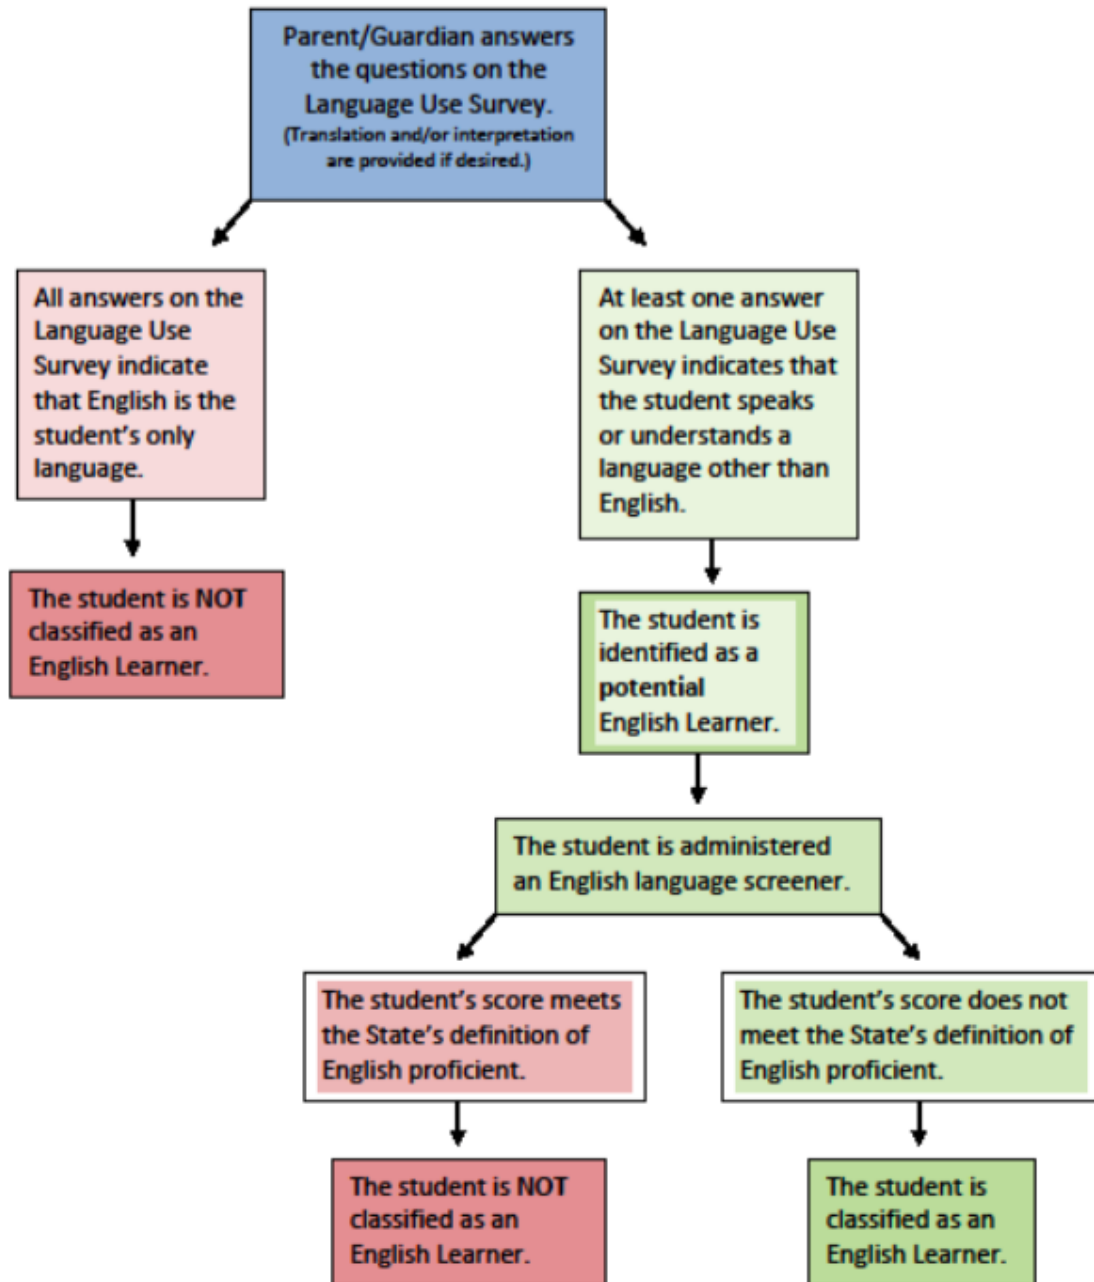 Parent/Guardian answers
the questions on the
Language Use Survey.
(Translation and/or interpretation
are provided if desired.)
All answers on the
Language Use
Survey indicate
that English is the
student's only
language.
The student is NOT
classified as an
English Learner.
At least one answer
on the Language Use
Survey indicates that
the student speaks
or understands a
language other than
English.
The student is
identified as a
potential
English Learner.
The student is administered
an English language screener.
The student's score meets
the State's definition of
English proficient.
The student is NOT
classified as an
English Learner.
The student's score does not
meet the State's definition of
English proficient.
The student is
classified as an
English Learner.